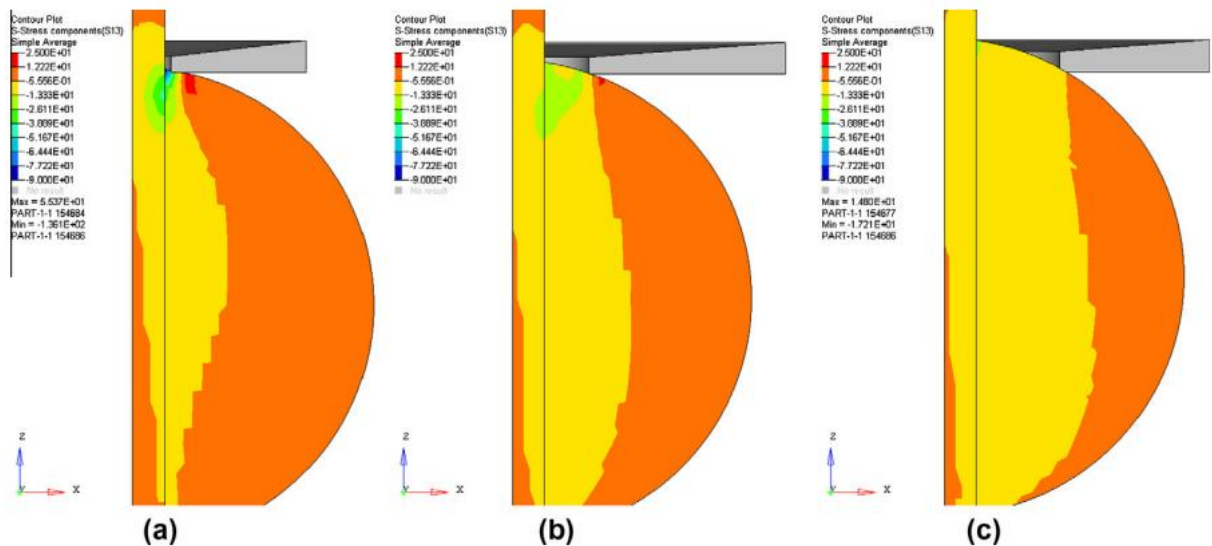 Contour Plot
S-Stress components(S13)
Simple Average
2.500E+01
1.222E+01
-5.556E-01
-1.333E+01
-2.611E+01
-3.889E+01
-5.167E+01
-6.444E+01
-7.722E+01
-9.000E+01
No result
Max = 5.537E+01
PART-1-1 154684
Min = -1.361E+02
PART-1-1 154686
Z
Y
X
(a)
Contour Plot
S-Stress components(S13)
Simple Average
2.500E+01
1.222E+01
-5.556E-01
-1.333E+01
-2.611E+01
-3.889E+01
-5.167E+01
-6.444E+01
-7.722E+01
-9.000E+01
No result
Z
Y
X
(b)
Contour Plot
S-Stress components(S13)
Simple Average
2.500E+01
1.222E+01
-5.556E-01
-1.333E+01
-2.611E+01
-3.889E+01
-5.167E+01
-6.444E+01
-7.722E+01
-9.000E+01
No result
Max = 1.480E+01
PART-1-1 154677
Min = -1.721E+01
PART-1-1 154686
Z
Y
X
(c)